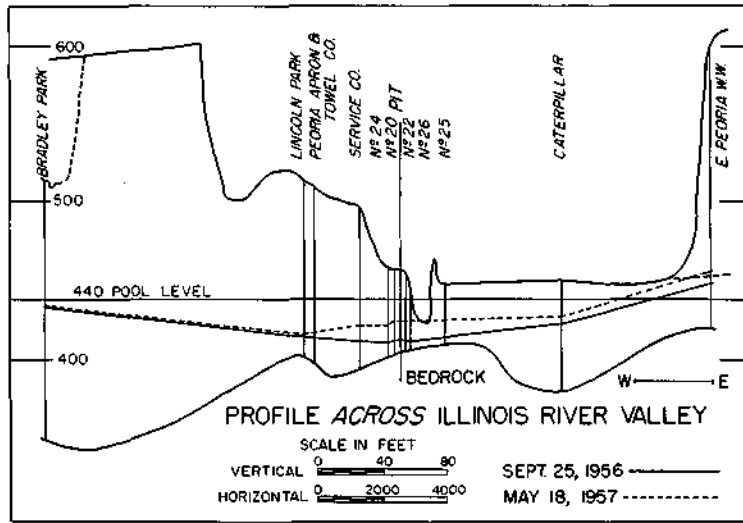 600
500
400
BRADLEY PARK
LINCOLN PARK
PEORIA APRON &
TOWEL CO.
SERVICE CO.
Nº 24
Nº 20 PIT
Nº 22
Nº 26
Nº 25
CATERPILLAR
E. PEORIA W.W.
440 POOL LEVEL
BEDROCK
W E
PROFILE ACROSS ILLINOIS RIVER VALLEY
SCALE IN FEET
VERTICAL 0 40 80
HORIZONTAL 0 2000 4000
SEPT. 25, 1956
MAY 18, 1957